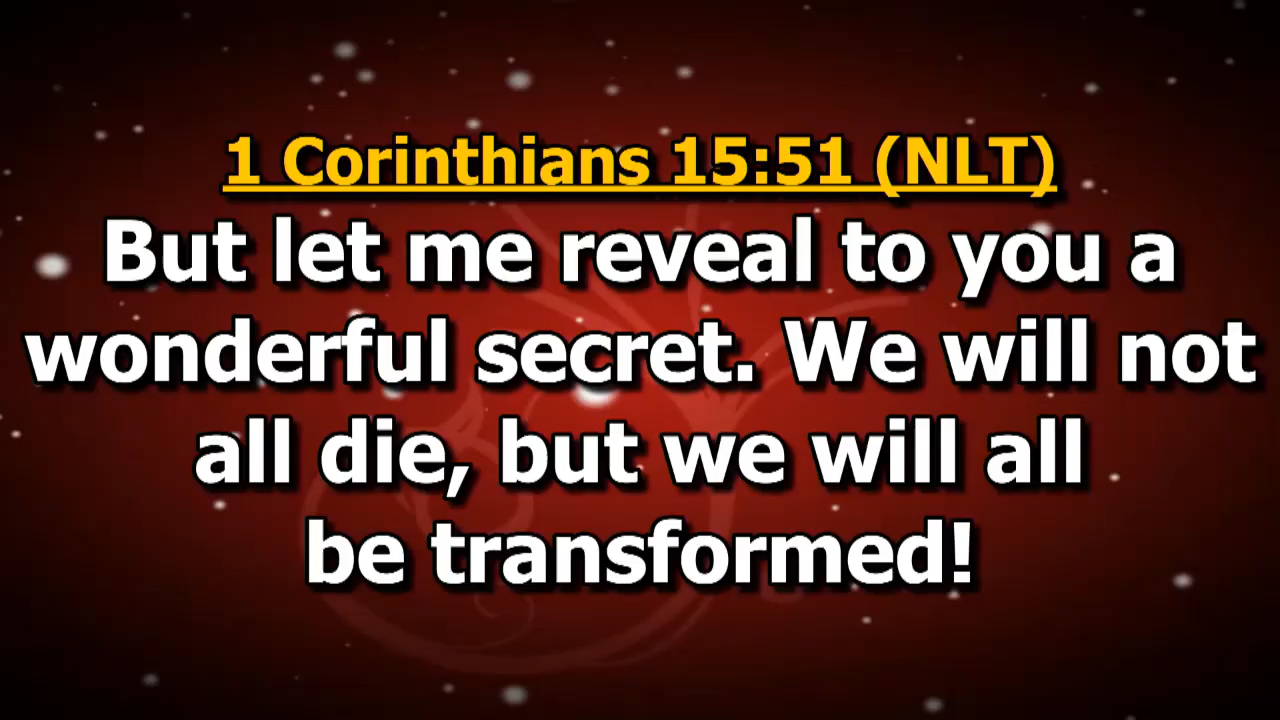 1 Corinthians 15:51 (NLT)
But let me reveal to you a
wonderful secret. We will not
all die, but we will all
be transformed!